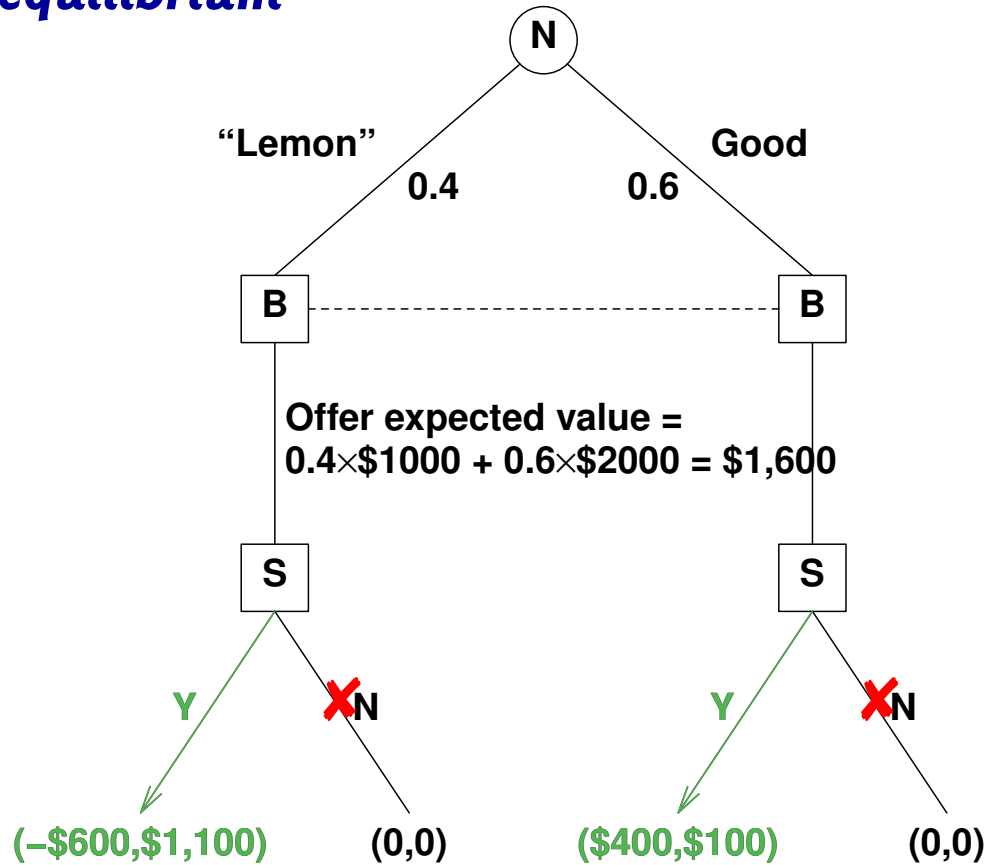 equilibrium
N
“Lemon” Good
0.4 0.6
B B
Offer expected value =
0.4×$1000 + 0.6×$2000 = $1,600
S S
Y N Y N
(–$600,$1,100) (0,0) ($400,$100) (0,0)